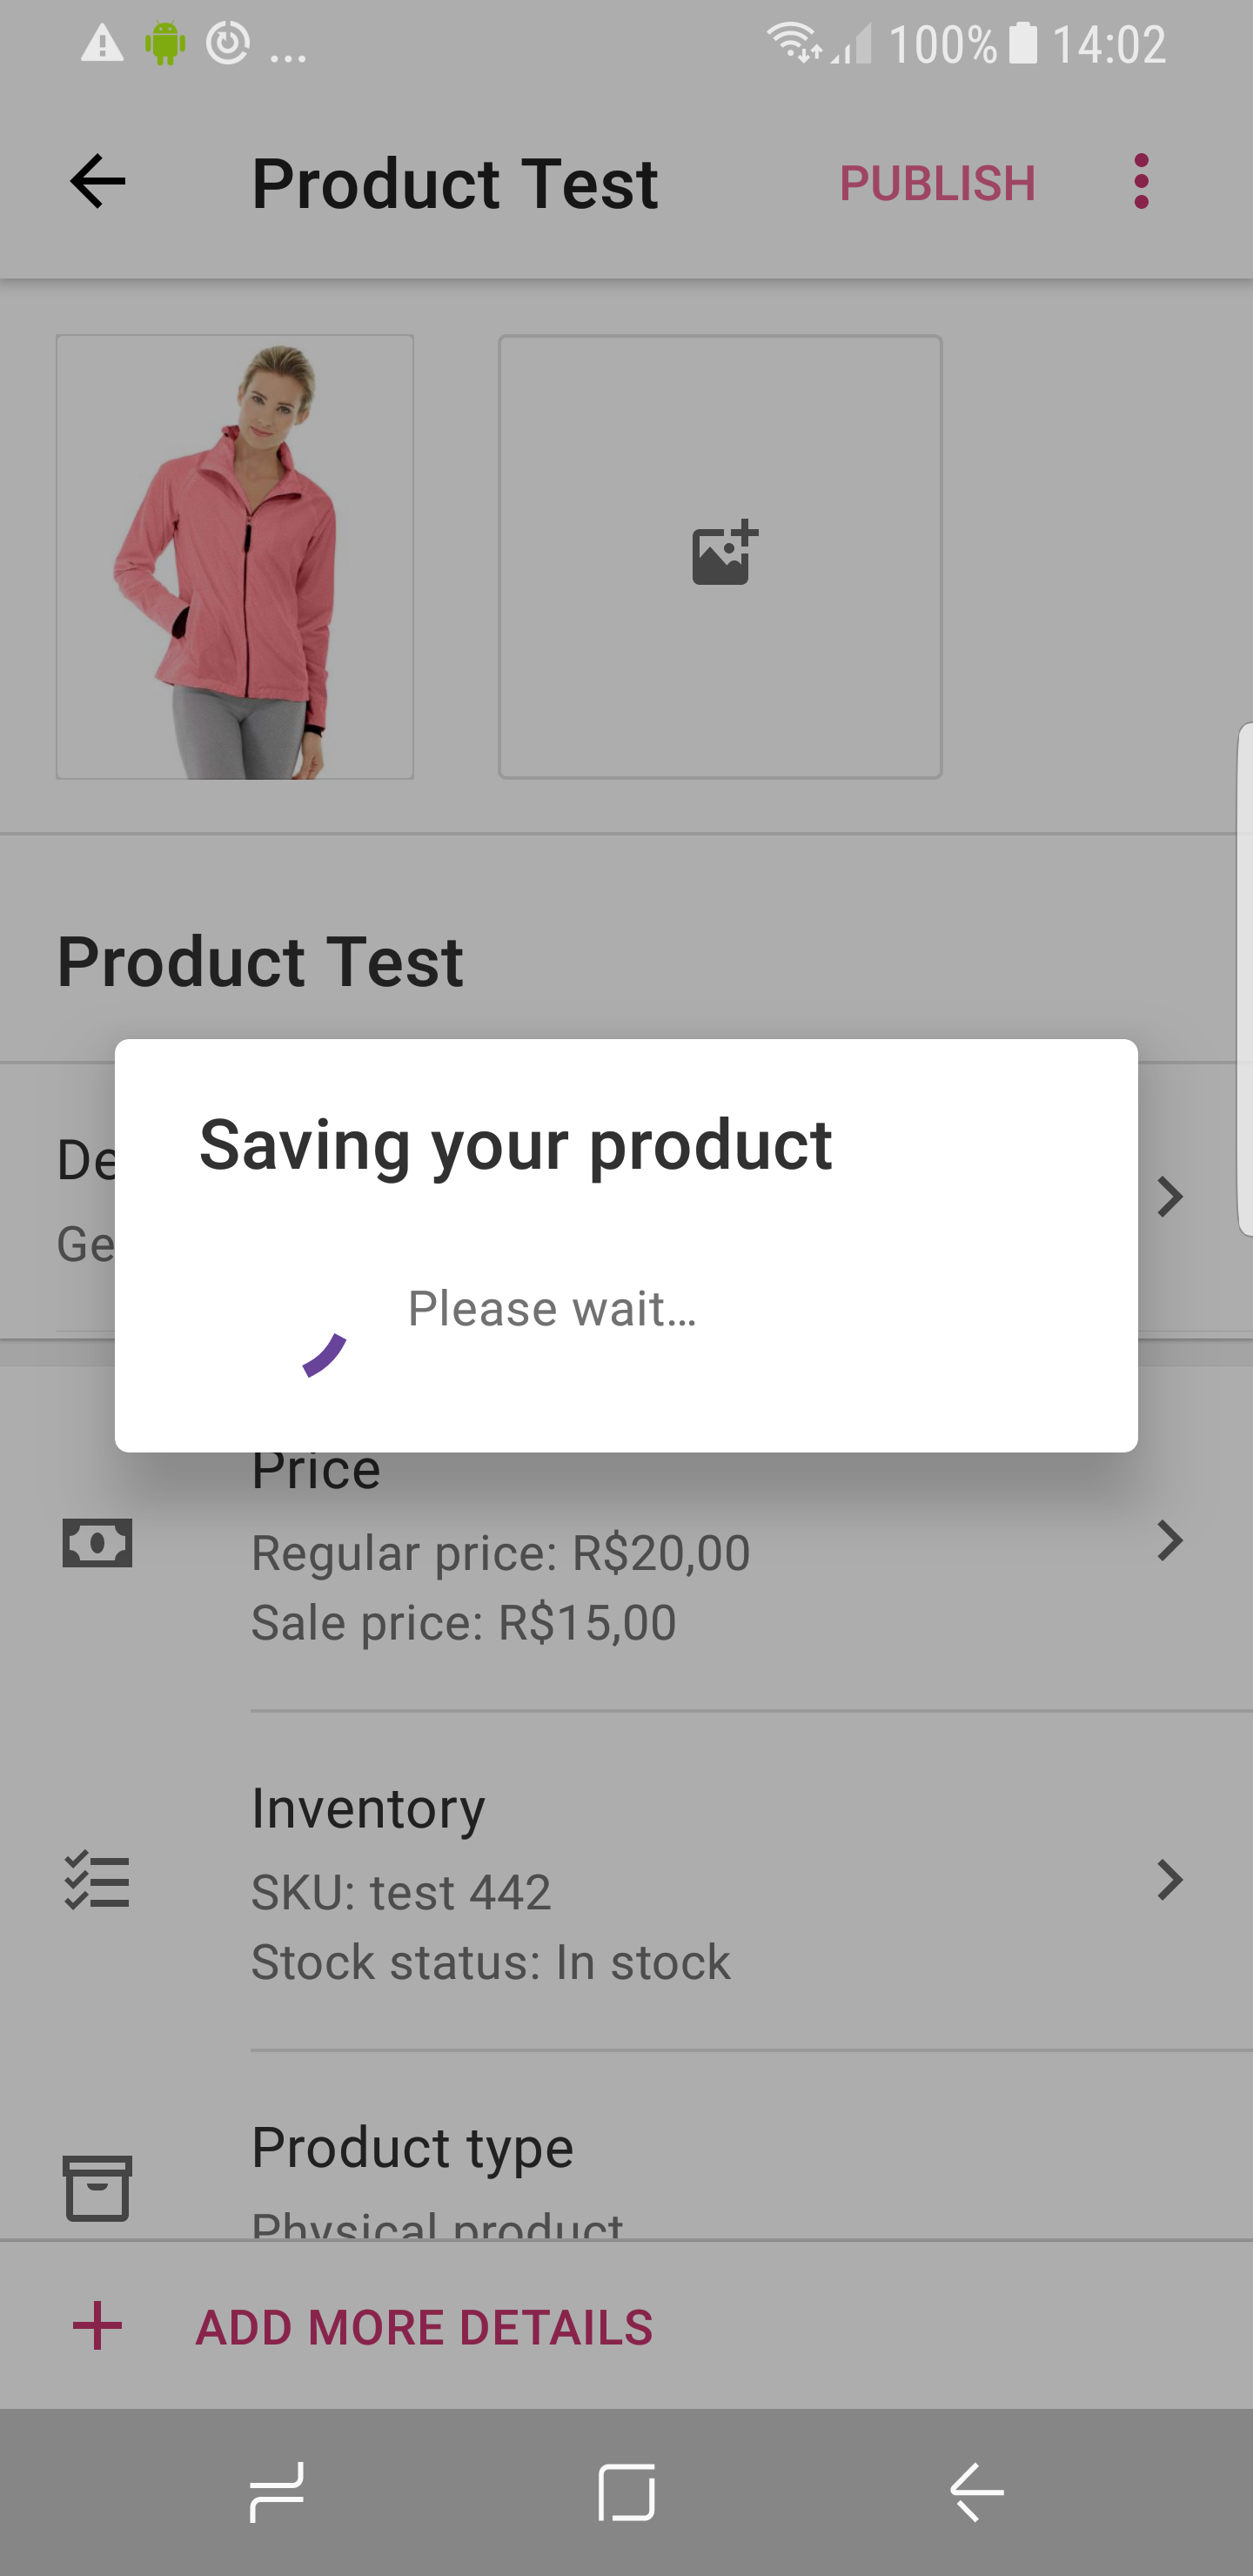 ... 100% 14:02
Product Test PUBLISH
Product Test
De
Ge
Saving your product
Please wait...
Price
Regular price: R$20,00
Sale price: R$15,00
Inventory
SKU: test 442
Stock status: In stock
Product type
Physical product
ADD MORE DETAILS